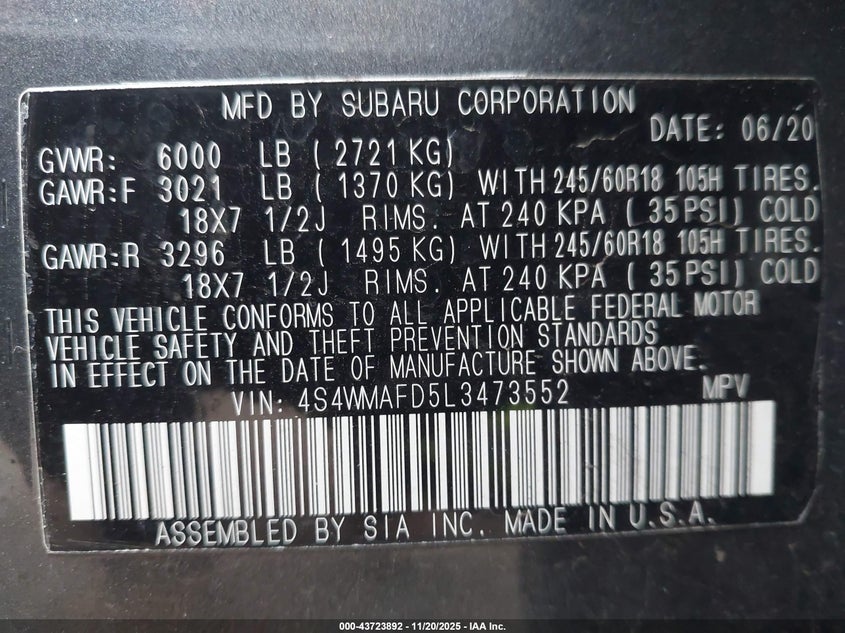 MFD BY SUBARU CORPORATION
DATE: 06/20
GVWR: 6000 LB ( 2721 KG)
GAWR:F 3021 LB ( 1370 KG) WITH 245/60R18 105H TIRES.
18X7 1/2J RIMS. AT 240 KPA ( 35 PSI) COLD
GAWR:R 3296 LB ( 1495 KG) WITH 245/60R18 105H TIRES.
18X7 1/2J RIMS. AT 240 KPA ( 35 PSI) COLD
THIS VEHICLE CONFORMS TO ALL APPLICABLE FEDERAL MOTOR
VEHICLE SAFETY AND THEFT PREVENTION STANDARDS
IN EFFECT ON THE DATE OF MANUFACTURE SHOWN ABOVE.
VIN: 4S4WMAFD5L3473552 MPV
ASSEMBLED BY SIA INC. MADE IN U.S.A.
000-43723892 - 11/20/2025 - IAA Inc.